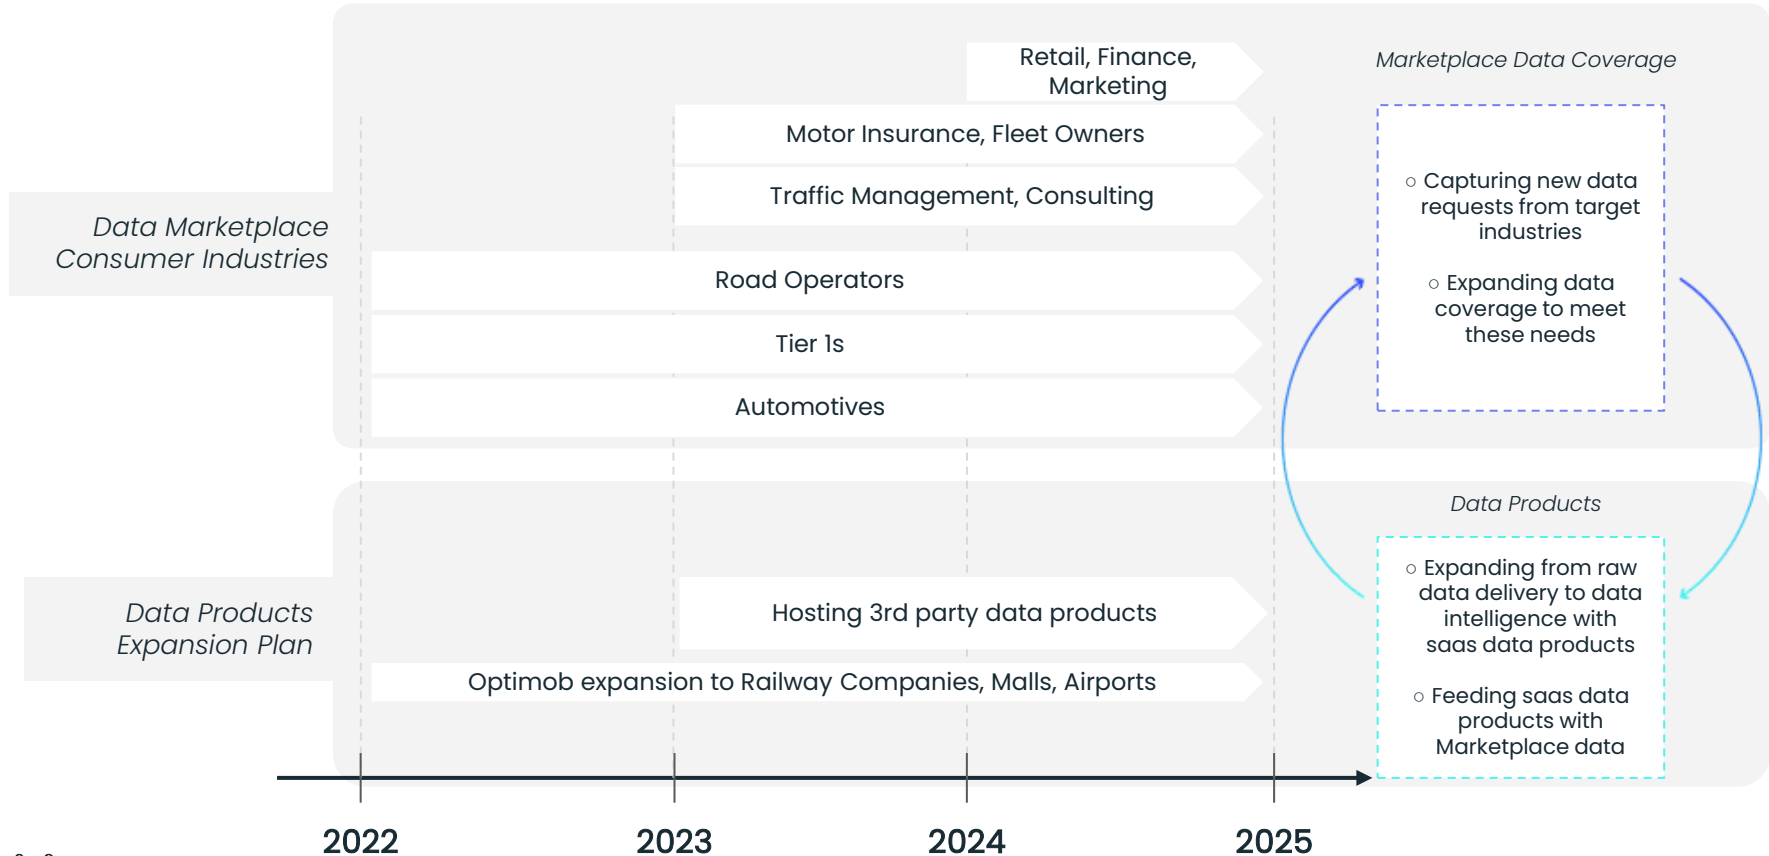 Retail, Finance,
Marketing
Motor Insurance, Fleet Owners
Traffic Management, Consulting
Data Marketplace
Consumer Industries
Road Operators
Tier 1s
Automotives
Marketplace Data Coverage
○ Capturing new data
requests from target
industries
○ Expanding data
coverage to meet
these needs
Data Products
Expansion Plan
Hosting 3rd party data products
Optimob expansion to Railway Companies, Malls, Airports
Data Products
○ Expanding from raw
data delivery to data
intelligence with
saas data products
○ Feeding saas data
products with
Marketplace data
2022
2023
2024
2025